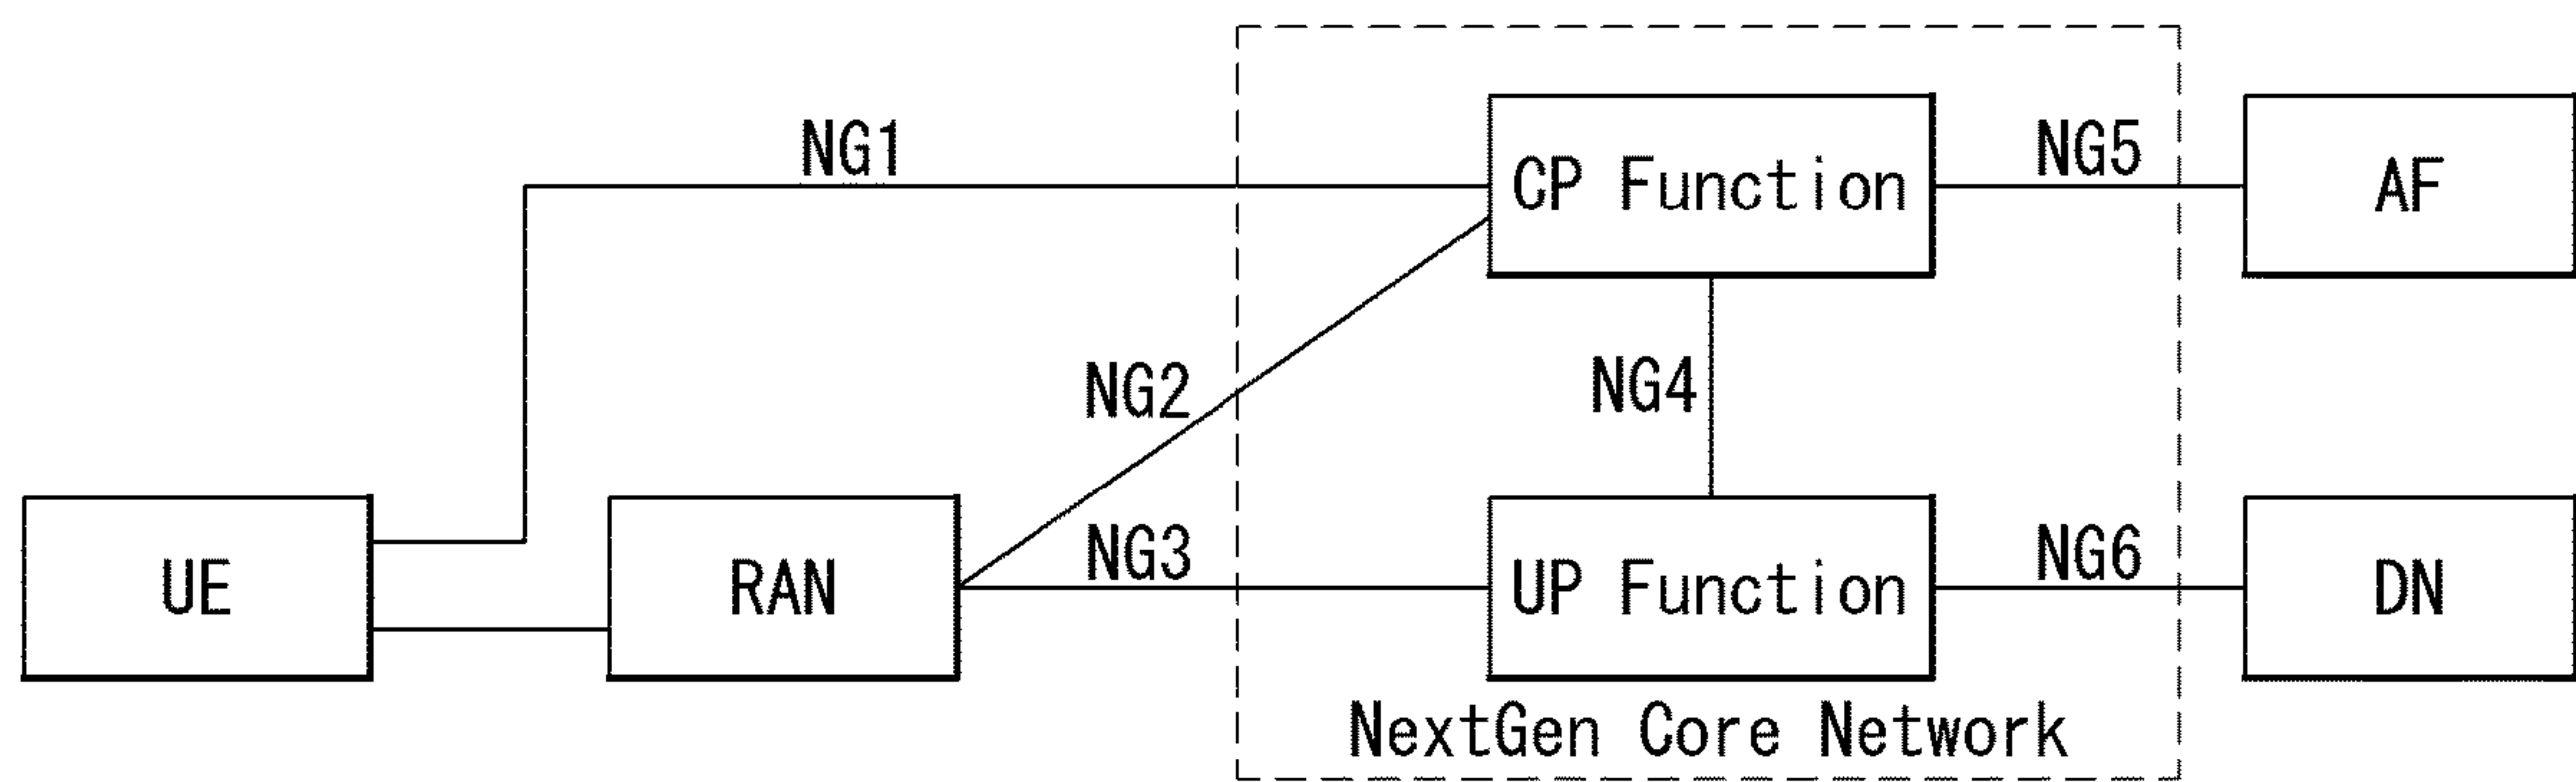 NG1
CP Function
NG5
AF
NG2
NG4
UE
RAN
NG3
UP Function
NG6
DN
NextGen Core Network